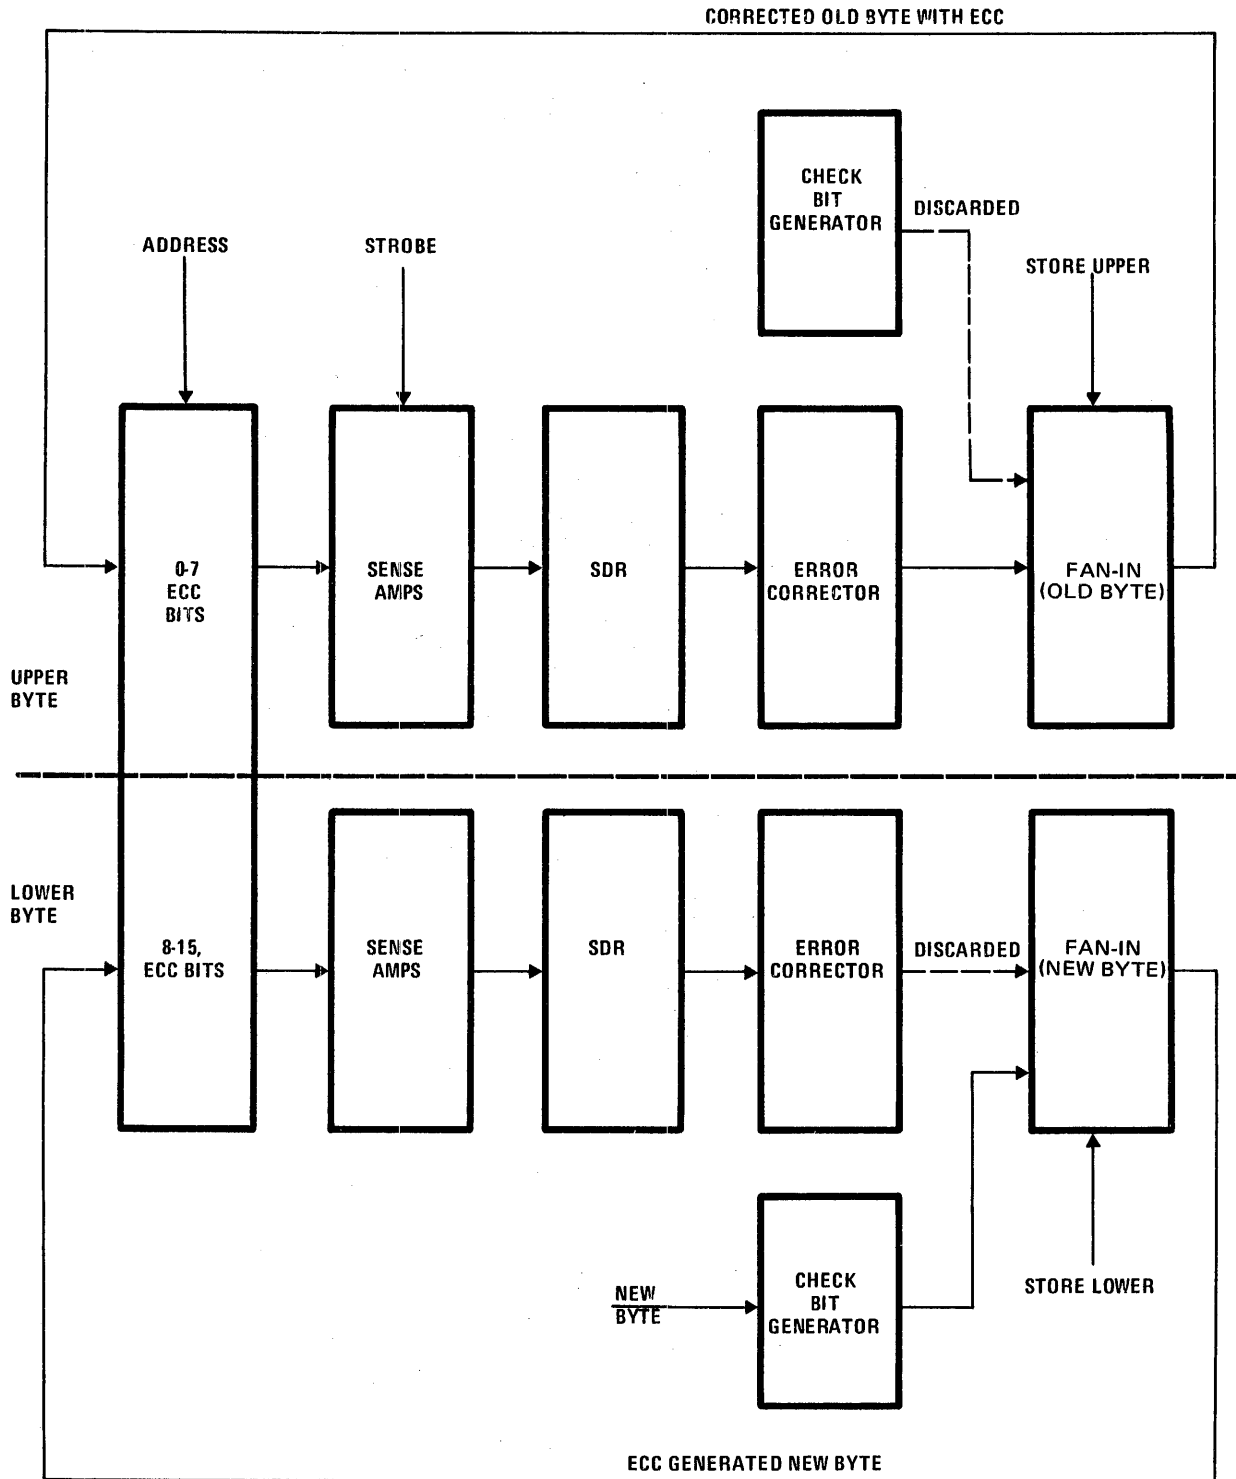 CORRECTED OLD BYTE WITH ECC
CHECK
BIT
GENERATOR
DISCARDED
ADDRESS
STROBE
STORE UPPER
0-7
ECC
BITS
SENSE
AMPS
SDR
ERROR
CORRECTOR
FAN-IN
(OLD BYTE)
UPPER
BYTE
LOWER
BYTE
8-15,
ECC BITS
SENSE
AMPS
SDR
ERROR
CORRECTOR
DISCARDED
FAN-IN
(NEW BYTE)
NEW
BYTE
CHECK
BIT
GENERATOR
STORE LOWER
ECC GENERATED NEW BYTE